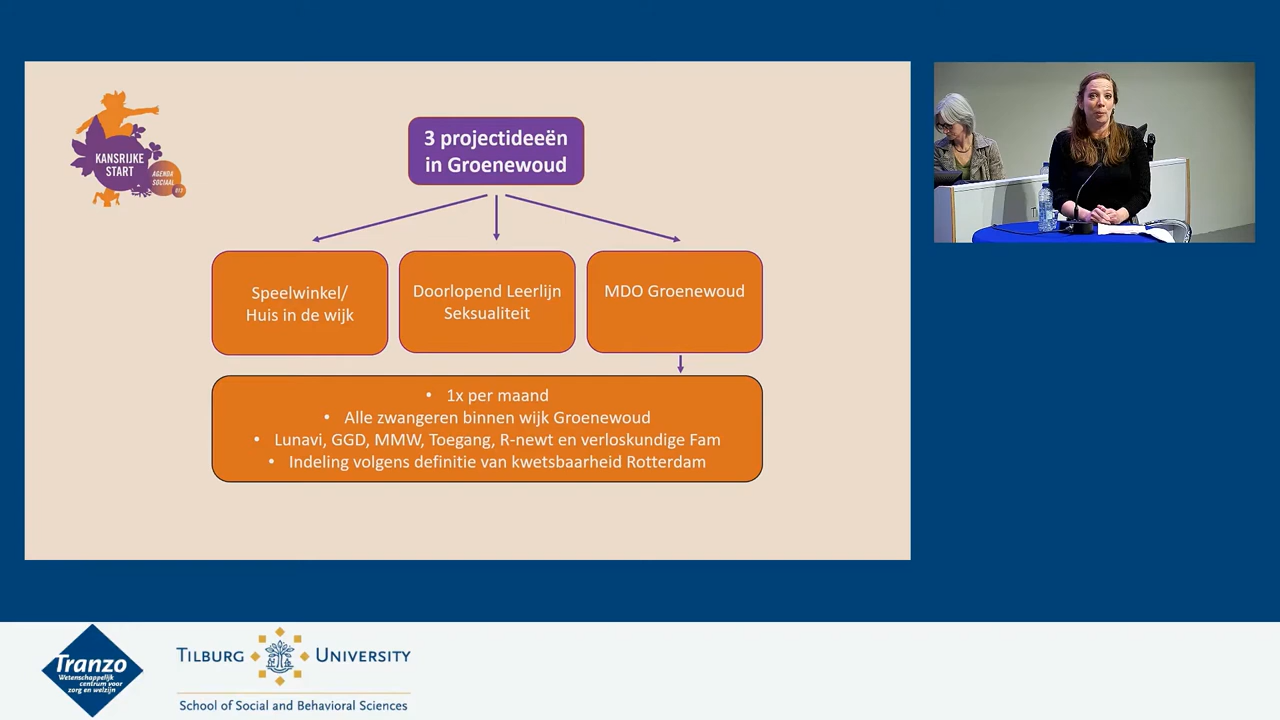 KANSRIJKE
START
AGENDA
SOCIAAL
013
3 projectideeën
in Groenewoud
Speelwinkel/
Huis in de wijk
Doorlopend Leerlijn
Seksualiteit
MDO Groenewoud
• 1x per maand
• Alle zwangeren binnen wijk Groenewoud
• Lunavi, GGD, MMW, Toegang, R-newt en verloskundige Fam
• Indeling volgens definitie van kwetsbaarheid Rotterdam
Tranzo
Wetenschappelijk
centrum voor
zorg en welzijn
TILBURG UNIVERSITY
School of Social and Behavioral Sciences